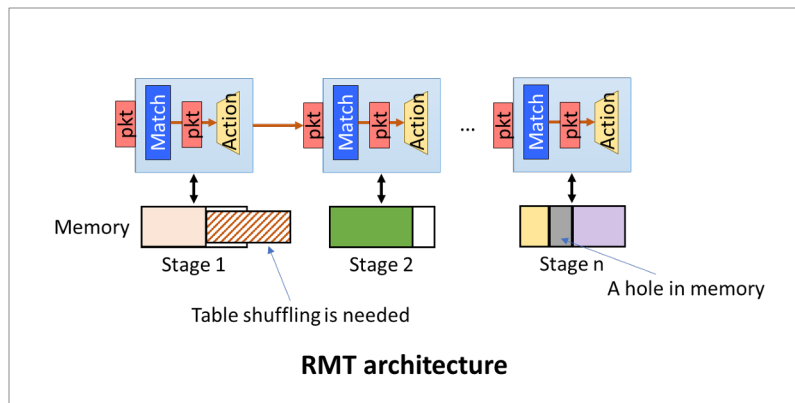 pkt
Match
pkt
Action
pkt
Match
pkt
Action
...
pkt
Match
pkt
Action
Memory
Stage 1
Stage 2
Stage n
Table shuffling is needed
A hole in memory
RMT architecture